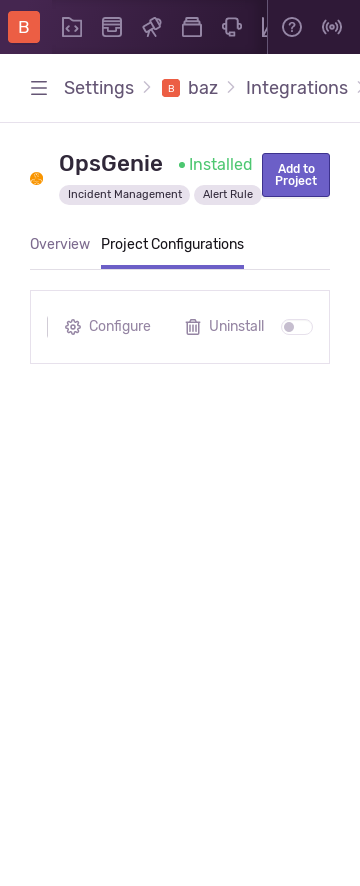 B
Settings
B baz
Integrations
OpsGenie
Installed
Incident Management
Alert Rule
Add to
Project
Overview
Project Configurations
Configure
Uninstall